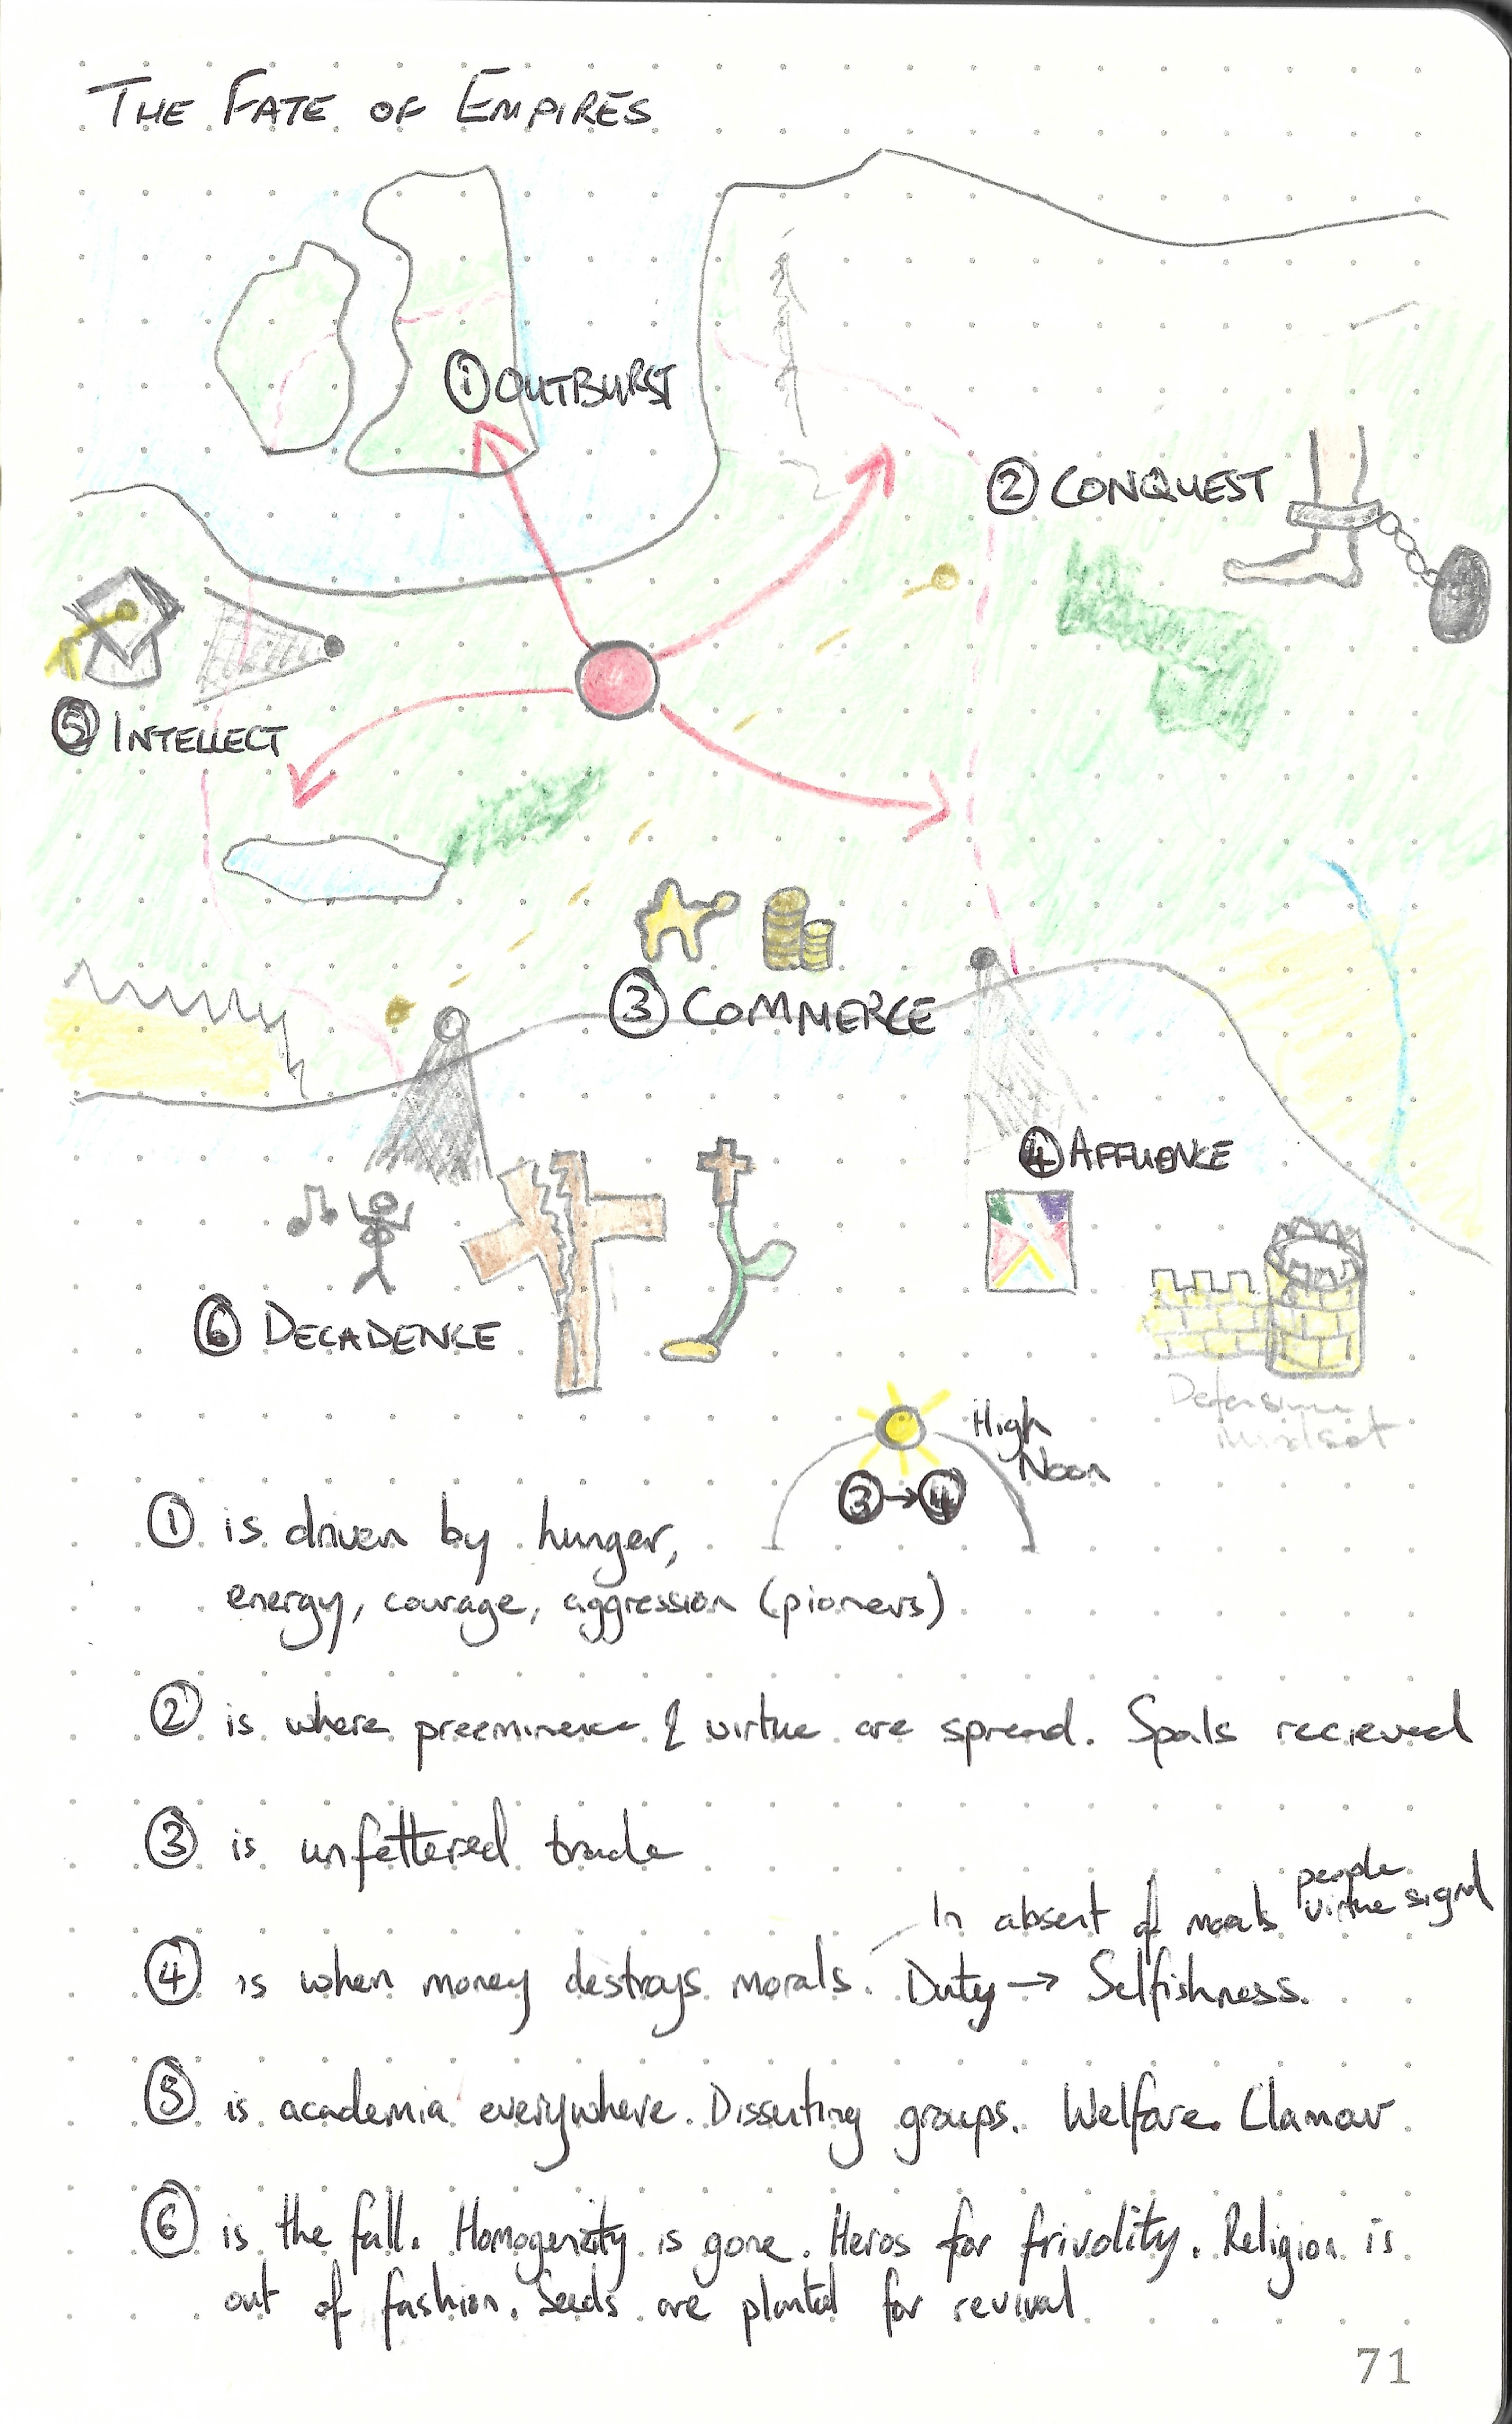 THE FATE OF EMPIRES
① OUTBURST
② CONQUEST
⑤ INTELLECT
③ COMMERCE
④ AFFLUENCE
⑥ DECADENCE
Defensive
mindset
High
Noon
③→④
① is driven by hunger,
energy, courage, aggression (pioneers)
② is where preeminence & virtue are spread. Spoils recieved
③ is unfettered trade
people
In absent of morals virtue signal
④ is when money destroys morals. Duty → Selfishness.
⑤ is academia everywhere. Dissenting groups. Welfare. Clamour
⑥ is the fall. Homogeneity is gone. Heros for frivolity. Religion is
out of fashion. Seeds are planted for revival
71